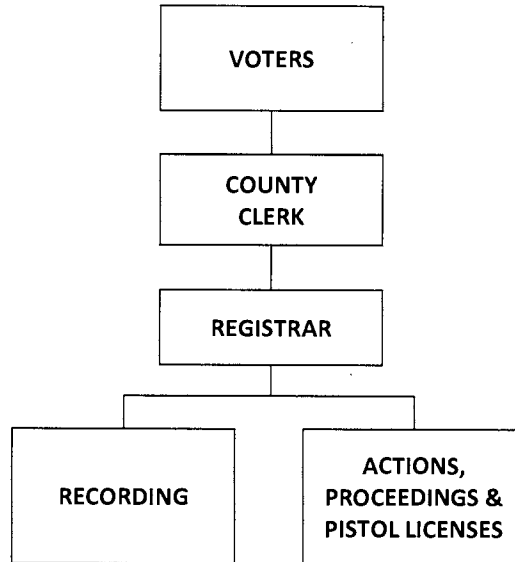 VOTERS
COUNTY
CLERK
REGISTRAR
RECORDING
ACTIONS,
PROCEEDINGS &
PISTOL LICENSES